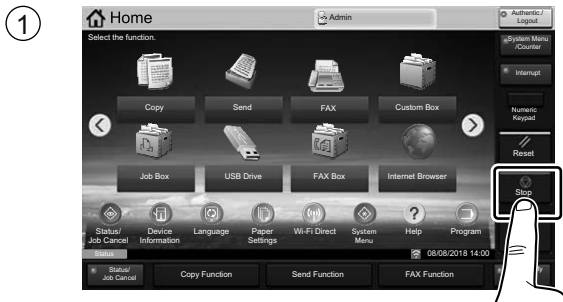 1
Home
Admin
Authentic./
Logout
Select the function.
System Menu
/Counter
Interrupt
Copy
Send
FAX
Custom Box
Numeric
Keypad
Reset
Job Box
USB Drive
FAX Box
Internet Browser
Stop
Status/
Job Cancel
Device
Information
Language
Paper
Settings
Wi-Fi Direct
System
Menu
Help
Program
Status
08/08/2018 14:00
Status/
Job Cancel
Copy Function
Send Function
FAX Function